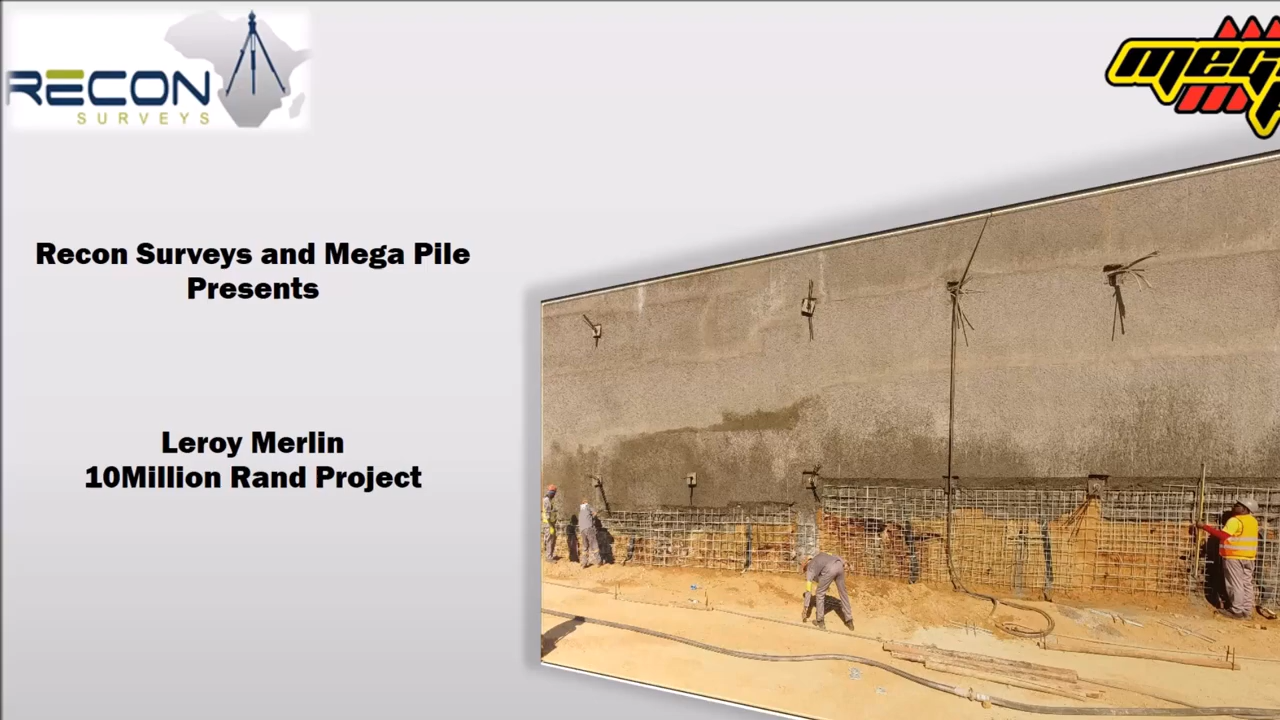 RECON
SURVEYS
Recon Surveys and Mega Pile
Presents
Leroy Merlin
10Million Rand Project